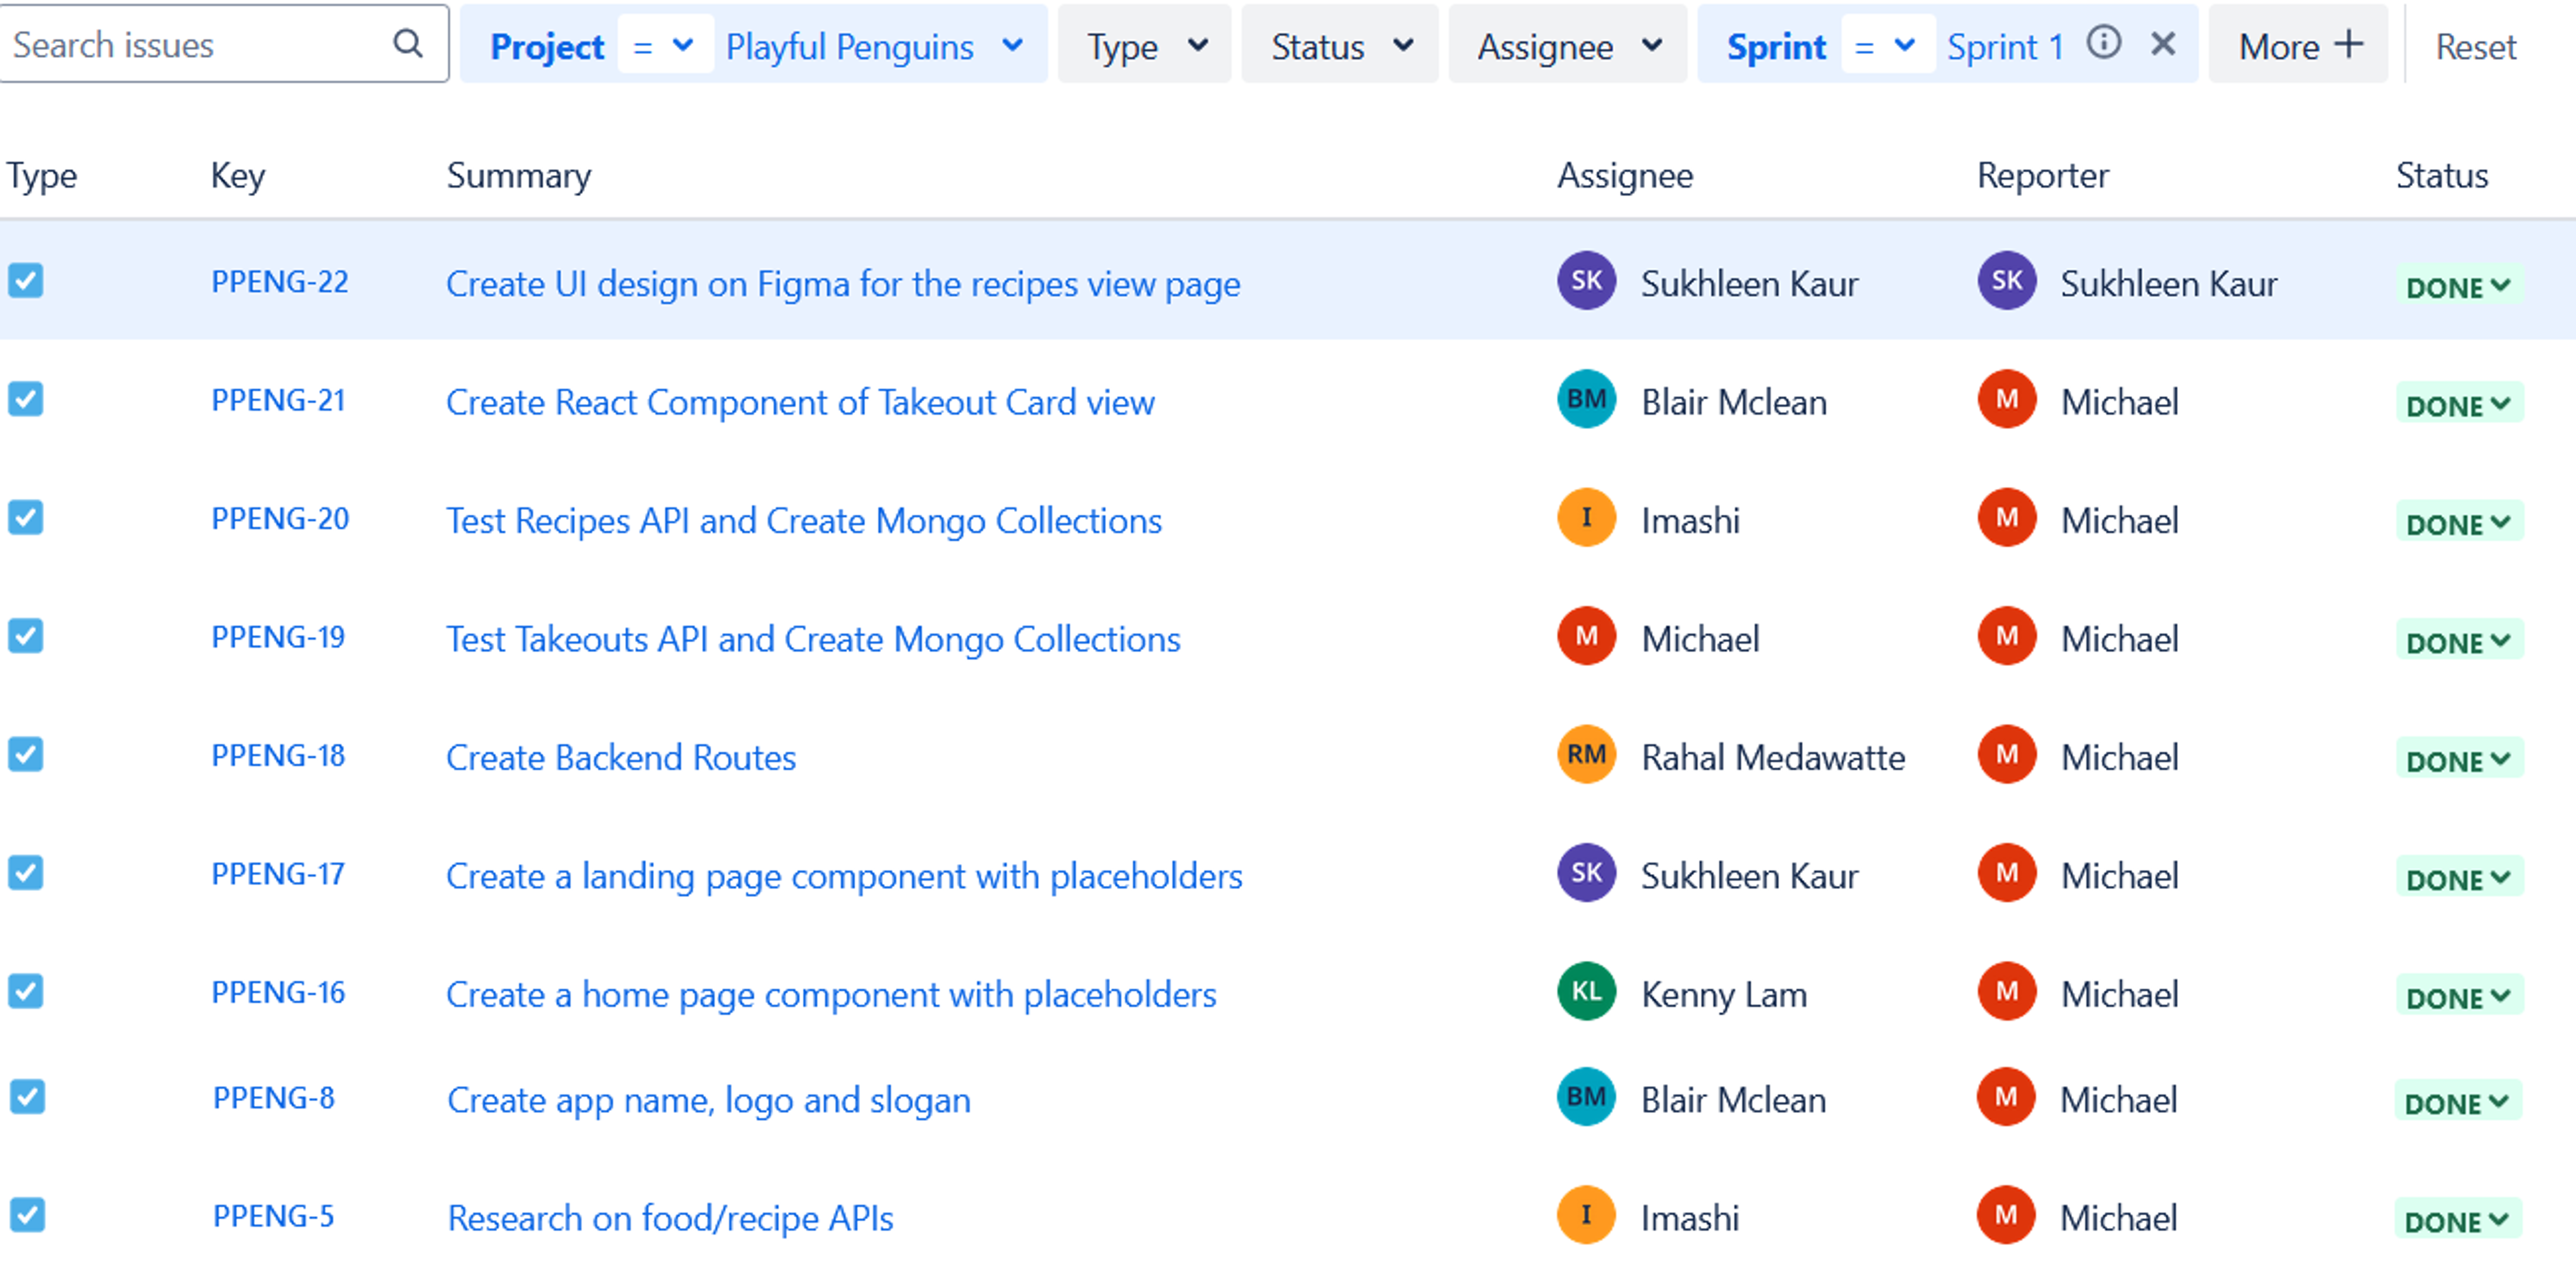 Search issues Project = Playful Penguins Type Status Assignee Sprint = Sprint 1 More + Reset
Type Key Summary Assignee Reporter Status
PPENG-22 Create UI design on Figma for the recipes view page SK Sukhleen Kaur SK Sukhleen Kaur DONE
PPENG-21 Create React Component of Takeout Card view BM Blair Mclean M Michael DONE
PPENG-20 Test Recipes API and Create Mongo Collections I Imashi M Michael DONE
PPENG-19 Test Takeouts API and Create Mongo Collections M Michael M Michael DONE
PPENG-18 Create Backend Routes RM Rahal Medawatte M Michael DONE
PPENG-17 Create a landing page component with placeholders SK Sukhleen Kaur M Michael DONE
PPENG-16 Create a home page component with placeholders KL Kenny Lam M Michael DONE
PPENG-8 Create app name, logo and slogan BM Blair Mclean M Michael DONE
PPENG-5 Research on food/recipe APIs I Imashi M Michael DONE